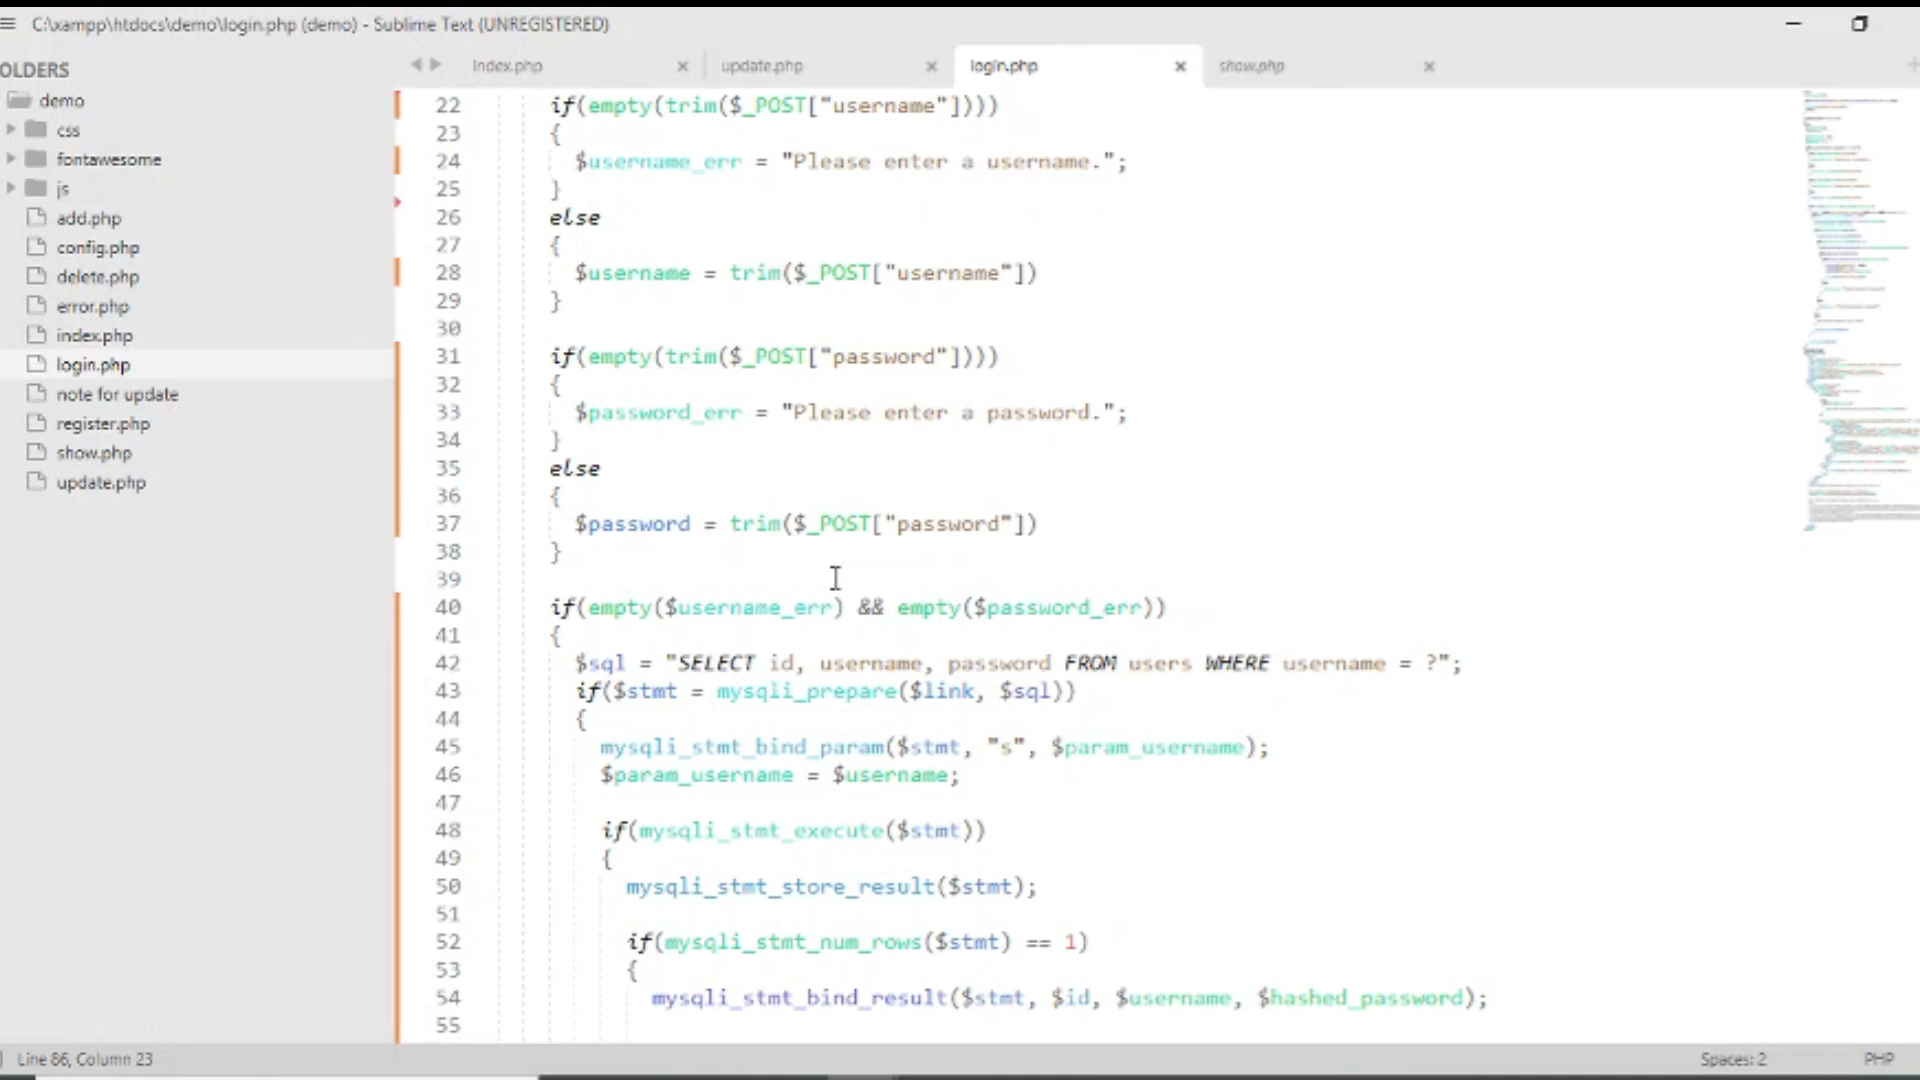 C:\xampp\htdocs\demo\login.php (demo) - Sublime Text (UNREGISTERED)
OLDERS
demo
css
fontawesome
js
add.php
config.php
delete.php
error.php
index.php
login.php
note for update
register.php
show.php
update.php
index.php
update.php
login.php
show.php
22 if(empty(trim($_POST["username"])))
23 {
24 $username_err = "Please enter a username.";
25 }
26 else
27 {
28 $username = trim($_POST["username"])
29 }
30
31 if(empty(trim($_POST["password"])))
32 {
33 $password_err = "Please enter a password.";
34 }
35 else
36 {
37 $password = trim($_POST["password"])
38 }
39
40 if(empty($username_err) && empty($password_err))
41 {
42 $sql = "SELECT id, username, password FROM users WHERE username = ?";
43 if($stmt = mysqli_prepare($link, $sql))
44 {
45 mysqli_stmt_bind_param($stmt, "s", $param_username);
46 $param_username = $username;
47
48 if(mysqli_stmt_execute($stmt))
49 {
50 mysqli_stmt_store_result($stmt);
51
52 if(mysqli_stmt_num_rows($stmt) == 1)
53 {
54 mysqli_stmt_bind_result($stmt, $id, $username, $hashed_password);
55
Line 86, Column 23
Spaces: 2
PHP